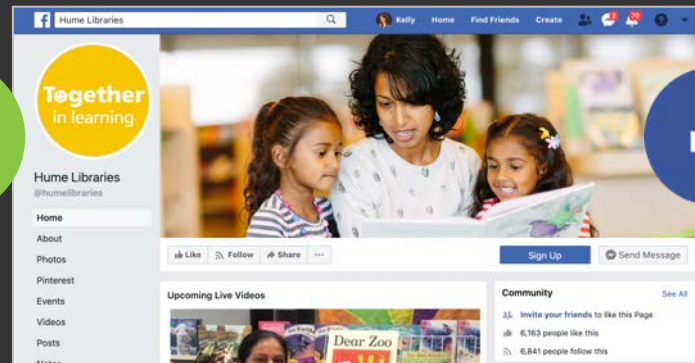 Hume Libraries
Kelly Home Find Friends Create 3 70
Together
in learning
Hume Libraries
@humelibraries
Home
About
Photos
Pinterest
Events
Videos
Posts
Like Follow Share ...
Sign Up Send Message
Upcoming Live Videos
Dear Zoo
Community See All
Invite your friends to like this Page
6,163 people like this
6,841 people follow this